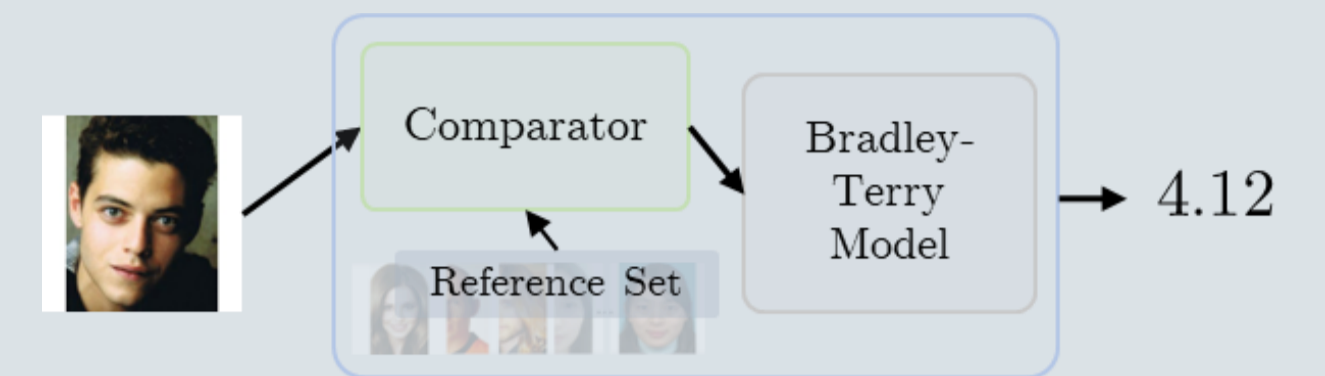 Comparator
Bradley-
Terry
Model
4.12
Reference Set
...